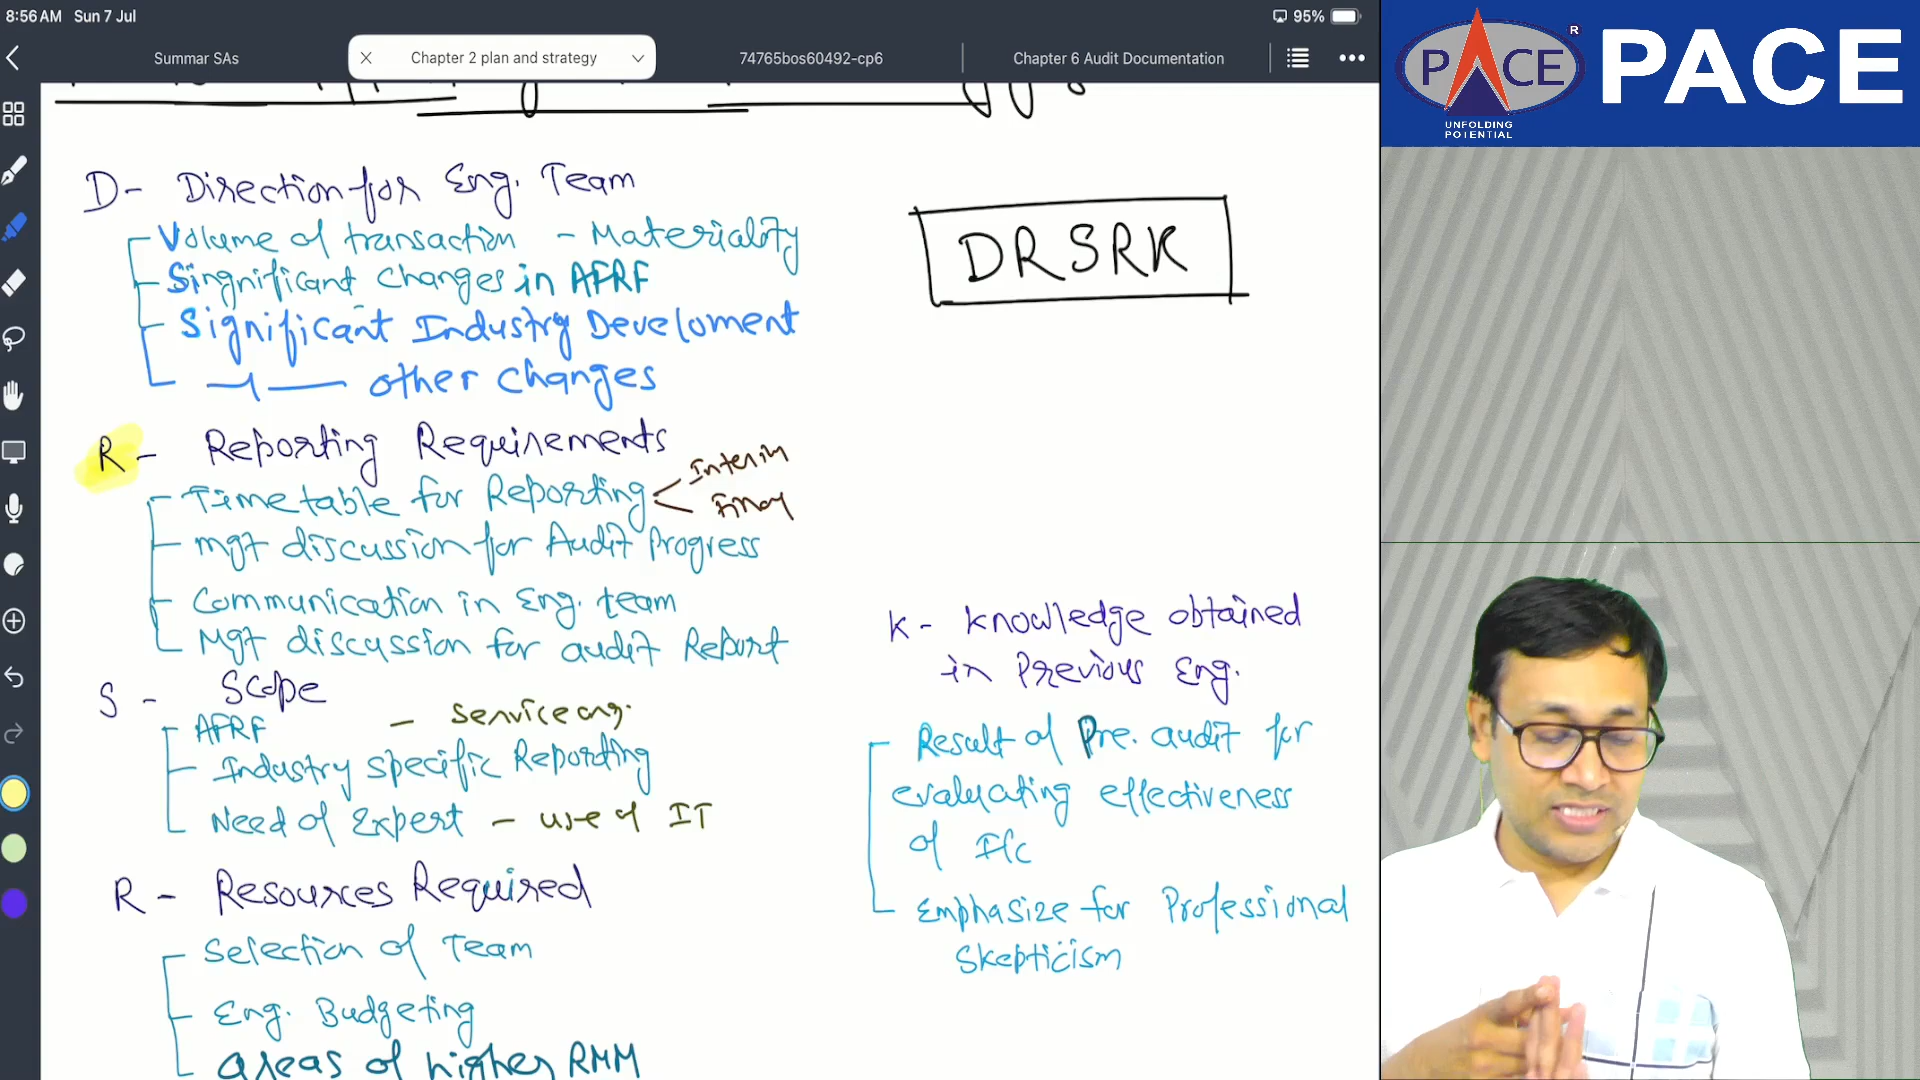 8:56 AM Sun 7 Jul
95%
Summar SAs
Chapter 2 plan and strategy
74765bos60492-cp6
Chapter 6 Audit Documentation
PACE
R
UNFOLDING
POTENTIAL
PACE
D- Direction for Eng. Team
Volume of transaction - Materiality
Singnificant Changes in AFRF
Significant Industry Develoment
other changes
DRSRK
R- Reporting Requirements
Timetable for Reporting
Interim
Final
Mgt discussion for Audit Progress
Communication in Eng. team
Mgt discussion for audit Report
S - Scope
AFRF - Service org.
Industry specific Reporting
Need of Expert - use of IT
R - Resources Required
Selection of Team
Eng. Budgeting
areas of higher RMM
K- Knowledge obtained
in Previous Eng.
Result of Pre. audit for
evaluating effectiveness
of I/c
Emphasize for Professional
Skepticism